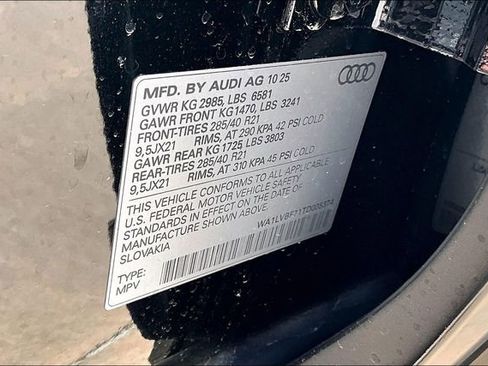 MFD. BY AUDI AG 10 25
GVWR KG 2985, LBS 6581
GAWR FRONT KG1470, LBS 3241
FRONT-TIRES 285/40 R21
9,5JX21 RIMS, AT 290 KPA 42 PSI COLD
GAWR REAR KG 1725, LBS 3803
REAR-TIRES 285/40 R21
9,5JX21 RIMS, AT 310 KPA 45 PSI COLD
THIS VEHICLE CONFORMS TO ALL APPLICABLE
U.S. FEDERAL MOTOR VEHICLE SAFETY
STANDARDS IN EFFECT ON THE DATE OF
MANUFACTURE SHOWN ABOVE.
SLOVAKIA
WA1LVBF71TD005374
TYPE:
MPV